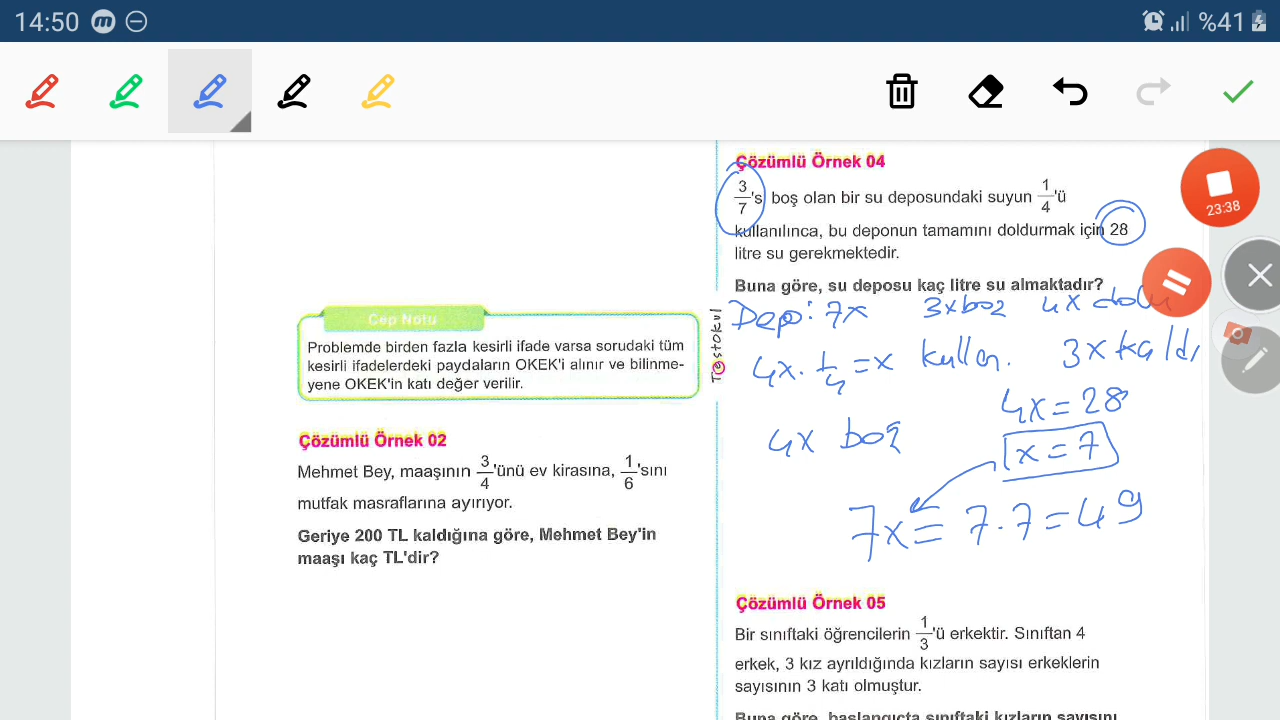 14:50
%41
Çözümlü Örnek 04
3/7's boş olan bir su deposundaki suyun 1/4'ü
kullanılınca, bu deponun tamamını doldurmak için 28
litre su gerekmektedir.
Buna göre, su deposu kaç litre su almaktadır?
Depo: 7x 3x boş 4x dolu
4x · 1/4 = x kullan. 3x kaldı
4x = 28
4x boş
x = 7
7x = 7 · 7 = 49
23:38
Testokul
Cep Notu
Problemde birden fazla kesirli ifade varsa sorudaki tüm
kesirli ifadelerdeki paydaların OKEK'i alınır ve bilinme-
yene OKEK'in katı değer verilir.
Çözümlü Örnek 02
Mehmet Bey, maaşının 3/4'ünü ev kirasına, 1/6'sını
mutfak masraflarına ayırıyor.
Geriye 200 TL kaldığına göre, Mehmet Bey'in
maaşı kaç TL'dir?
Çözümlü Örnek 05
Bir sınıftaki öğrencilerin 1/3'ü erkektir. Sınıftan 4
erkek, 3 kız ayrıldığında kızların sayısı erkeklerin
sayısının 3 katı olmuştur.
Buna göre, başlangıçta sınıftaki kızların sayısını